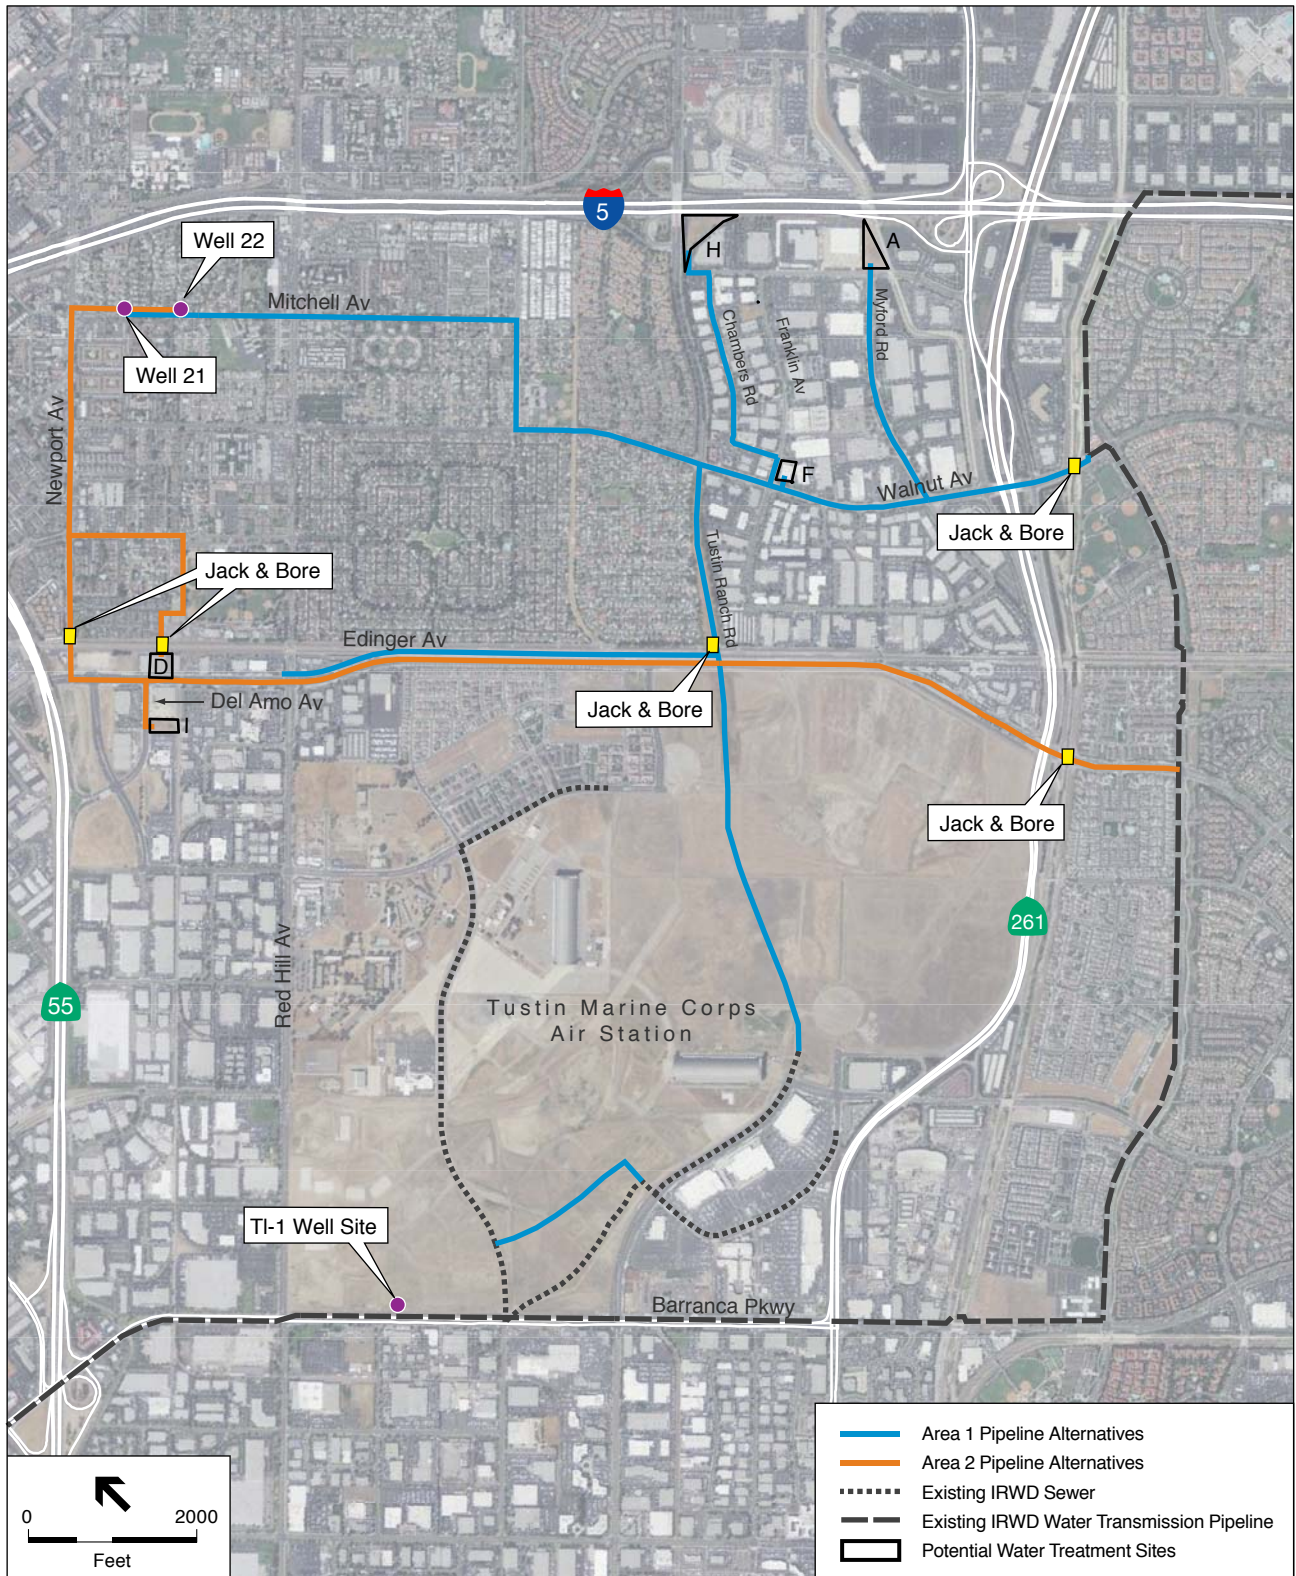 5
Well 22
H
A
Mitchell Av
Well 21
Chambers Rd
Franklin Av
Myford Rd
Newport Av
F
Walnut Av
Jack & Bore
Jack & Bore
Tustin Ranch Rd
Edinger Av
D
Del Amo Av
I
Jack & Bore
Jack & Bore
261
Red Hill Av
55
Tustin Marine Corps
Air Station
TI-1 Well Site
Barranca Pkwy
Area 1 Pipeline Alternatives
Area 2 Pipeline Alternatives
Existing IRWD Sewer
Existing IRWD Water Transmission Pipeline
Potential Water Treatment Sites
0 2000
Feet